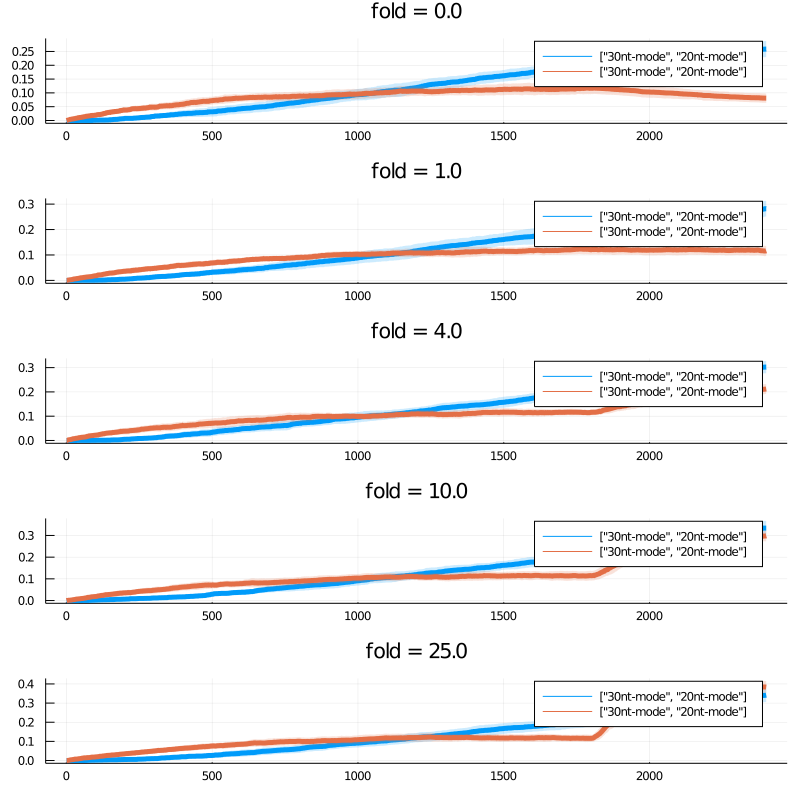 fold = 0.0
0.25
0.20
0.15
0.10
0.05
0.00
["30nt-mode", "20nt-mode"]
["30nt-mode", "20nt-mode"]
0 500 1000 1500 2000
fold = 1.0
0.3
0.2
0.1
0.0
["30nt-mode", "20nt-mode"]
["30nt-mode", "20nt-mode"]
0 500 1000 1500 2000
fold = 4.0
0.3
0.2
0.1
0.0
["30nt-mode", "20nt-mode"]
["30nt-mode", "20nt-mode"]
0 500 1000 1500 2000
fold = 10.0
0.3
0.2
0.1
0.0
["30nt-mode", "20nt-mode"]
["30nt-mode", "20nt-mode"]
0 500 1000 1500 2000
fold = 25.0
0.4
0.3
0.2
0.1
0.0
["30nt-mode", "20nt-mode"]
["30nt-mode", "20nt-mode"]
0 500 1000 1500 2000